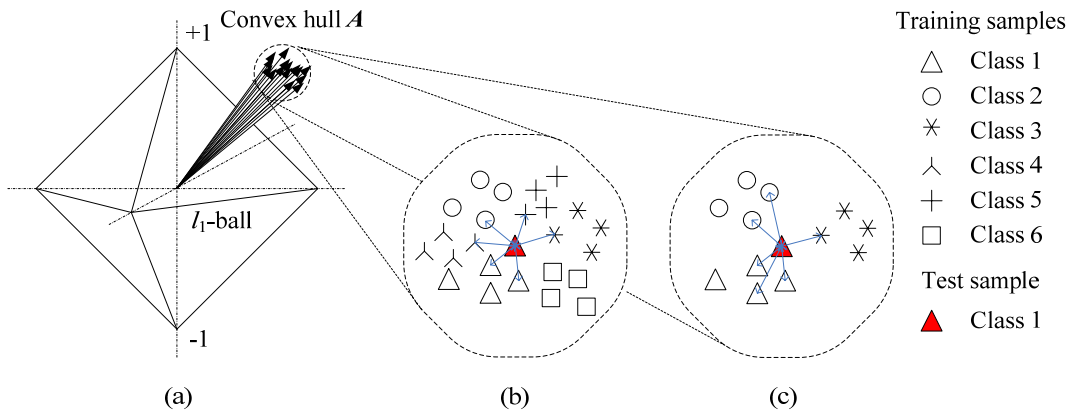 +1
Convex hull A
l1-ball
-1
(a)
(b)
(c)
Training samples
Class 1
Class 2
Class 3
Class 4
Class 5
Class 6
Test sample
Class 1